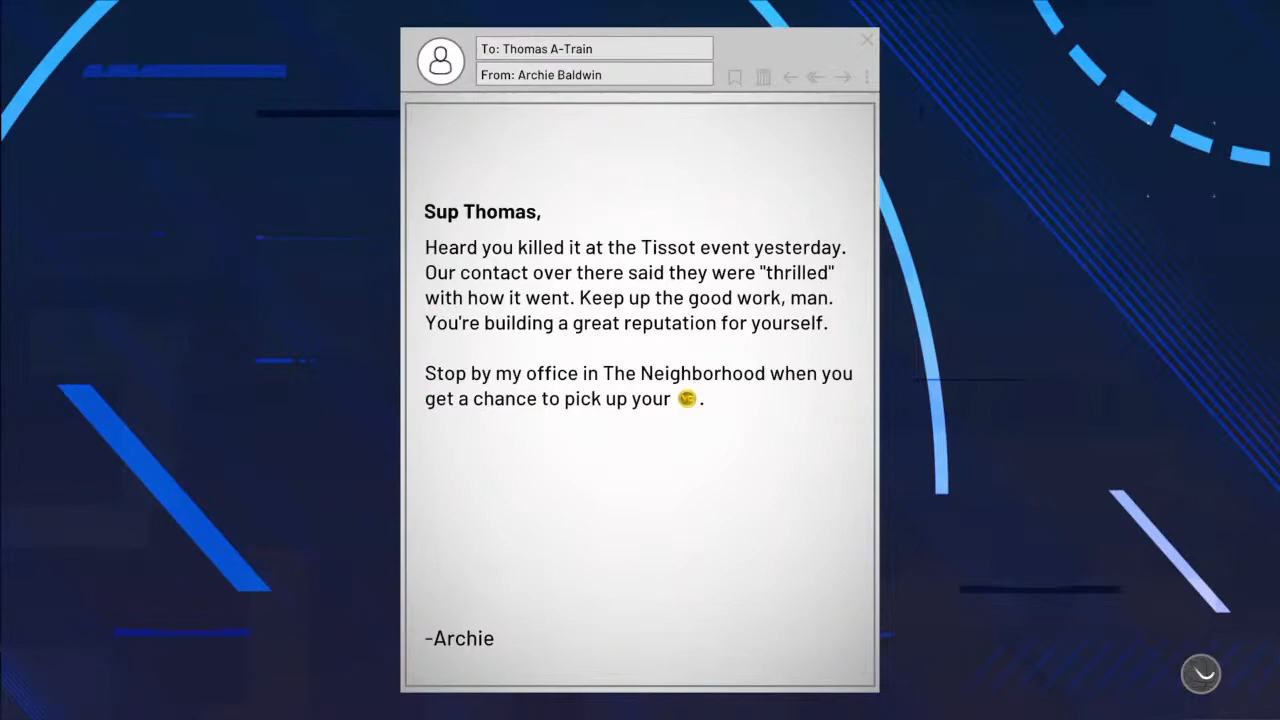 To: Thomas A-Train
From: Archie Baldwin
Sup Thomas,
Heard you killed it at the Tissot event yesterday.
Our contact over there said they were "thrilled"
with how it went. Keep up the good work, man.
You're building a great reputation for yourself.
Stop by my office in The Neighborhood when you
get a chance to pick up your VC.
-Archie